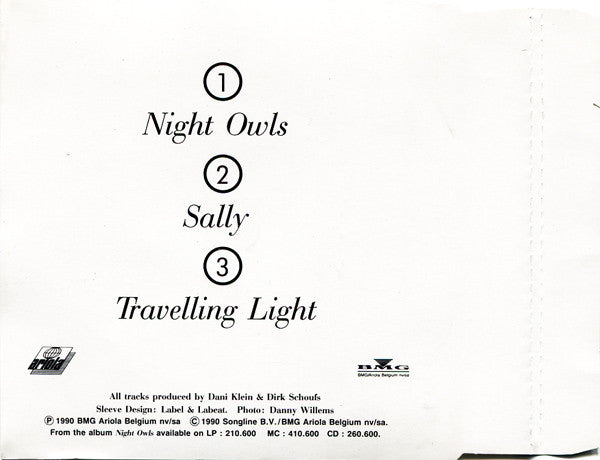 1
Night Owls
2
Sally
3
Travelling Light
ariola
BMG
BMG/Ariola Belgium nv/sa
All tracks produced by Dani Klein & Dirk Schoufs
Sleeve Design: Label & Labeat. Photo: Danny Willems
Ⓟ 1990 BMG Ariola Belgium nv/sa © 1990 Songline B.V./BMG Ariola Belgium nv/sa.
From the album Night Owls available on LP : 210.600 MC : 410.600 CD : 260.600.